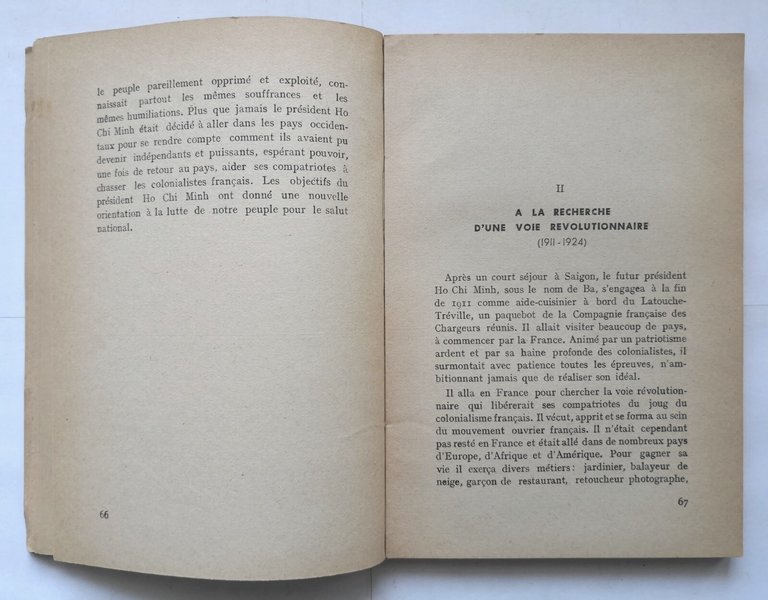 le peuple pareillement opprimé et exploité, con-
naissait partout les mêmes souffrances et les
mêmes humiliations. Plus que jamais le président Ho
Chi Minh était décidé à aller dans les pays occiden-
taux pour se rendre compte comment ils avaient pu
devenir indépendants et puissants, espérant pouvoir,
une fois de retour au pays, aider ses compatriotes à
chasser les colonialistes français. Les objectifs du
président Ho Chi Minh ont donné une nouvelle
orientation à la lutte de notre peuple pour le salut
national.
66
II
A LA RECHERCHE
D'UNE VOIE REVOLUTIONNAIRE
(1911-1924)
Après un court séjour à Saigon, le futur président
Ho Chi Minh, sous le nom de Ba, s'engagea à la fin
de 1911 comme aide-cuisinier à bord du Latouche-
Tréville, un paquebot de la Compagnie française des
Chargeurs réunis. Il allait visiter beaucoup de pays,
à commencer par la France. Animé par un patriotisme
ardent et par sa haine profonde des colonialistes, il
surmontait avec patience toutes les épreuves, n'am-
bitionnant jamais que de réaliser son idéal.
Il alla en France pour chercher la voie révolution-
naire qui libérerait ses compatriotes du joug du
colonialisme français. Il vécut, apprit et se forma au sein
du mouvement ouvrier français. Il n'était cependant
pas resté en France et était allé dans de nombreux pays
d'Europe, d'Afrique et d'Amérique. Pour gagner sa
vie il exerça divers métiers : jardinier, balayeur de
neige, garçon de restaurant, retoucheur photographe,
67